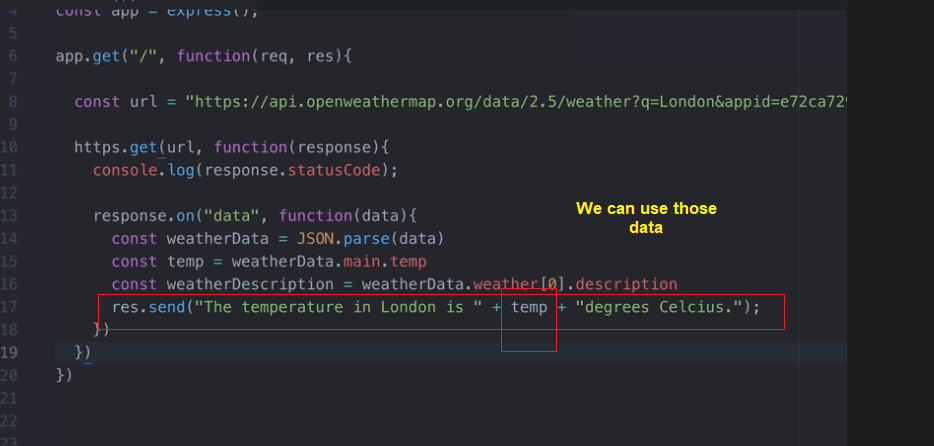 4 const app = express();
5
6 app.get("/", function(req, res){
7
8 const url = "https://api.openweathermap.org/data/2.5/weather?q=London&appid=e72ca729
9
10 https.get(url, function(response){
11 console.log(response.statusCode);
12
13 response.on("data", function(data){
14 const weatherData = JSON.parse(data)
15 const temp = weatherData.main.temp
16 const weatherDescription = weatherData.weather[0].description
17 res.send("The temperature in London is " + temp + "degrees Celcius.");
18 })
19 })
20 })
21
22
23
We can use those
data